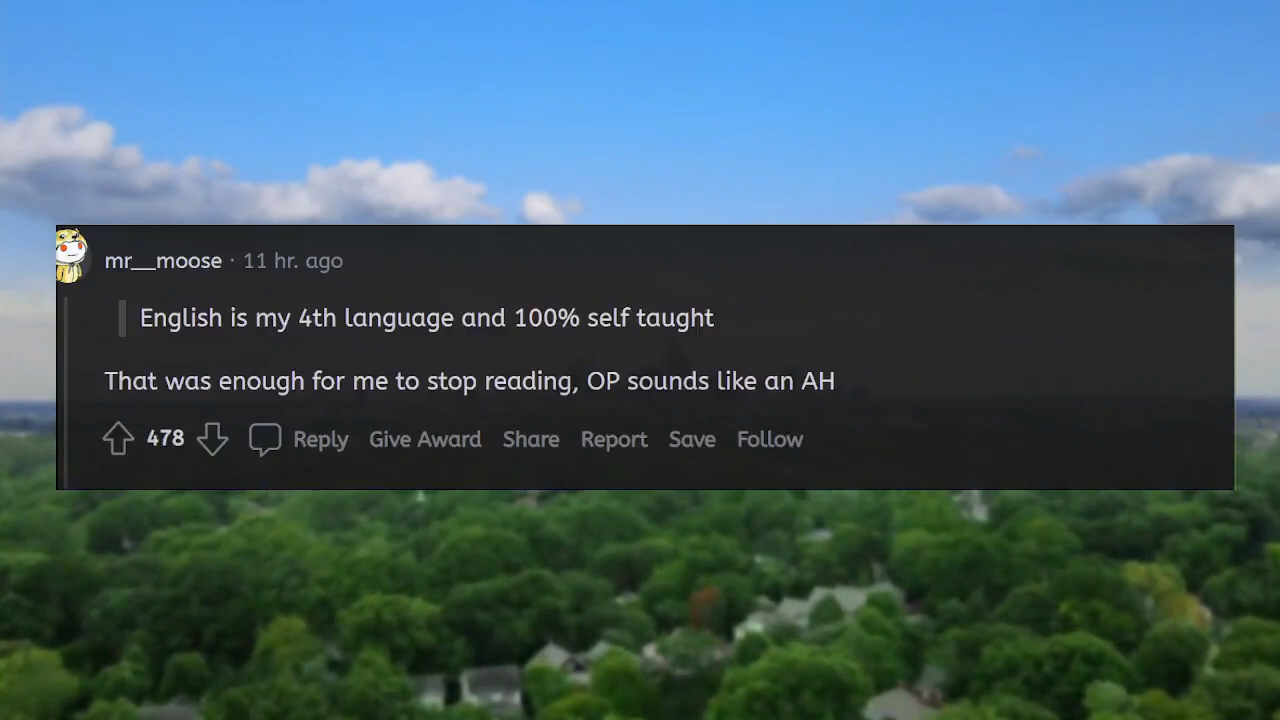 mr__moose · 11 hr. ago
English is my 4th language and 100% self taught
That was enough for me to stop reading, OP sounds like an AH
478 Reply Give Award Share Report Save Follow